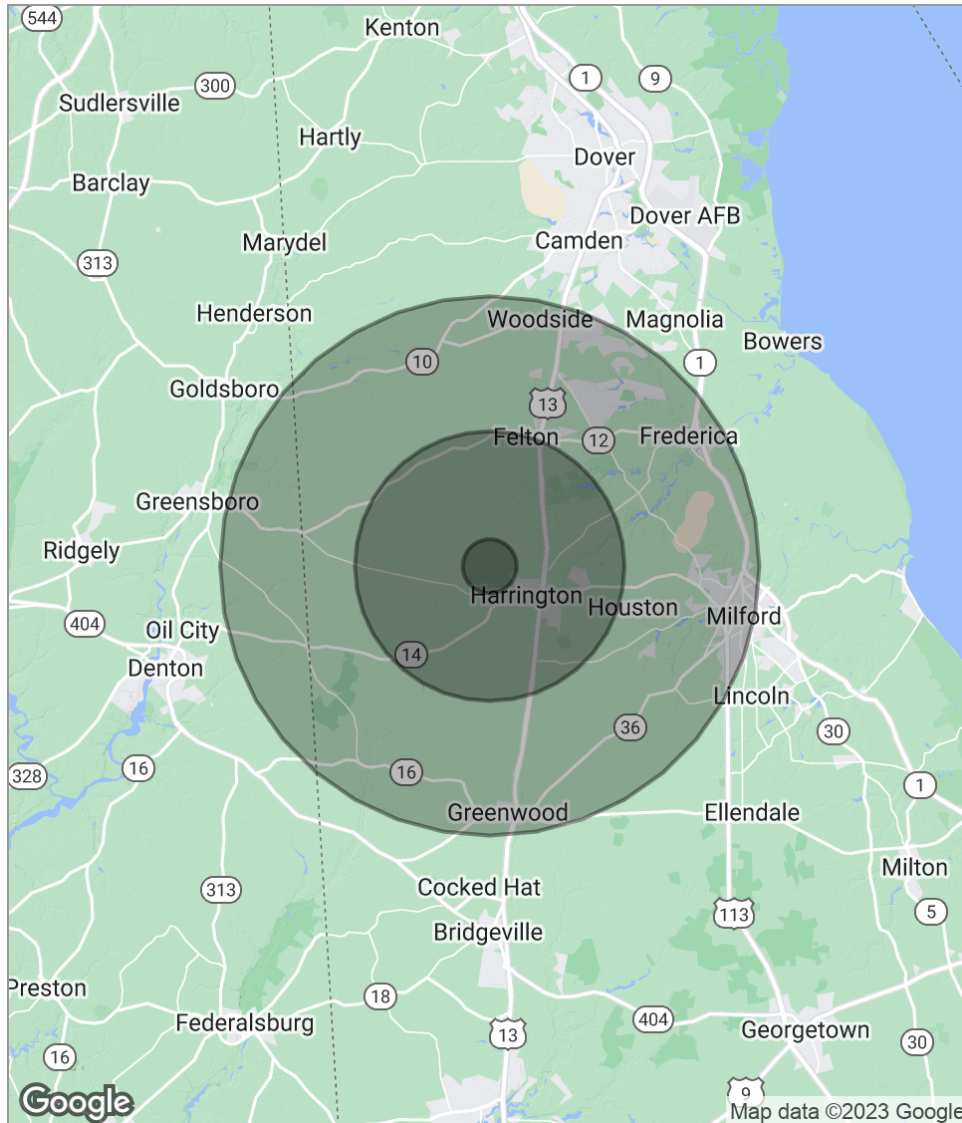 544
Kenton
1
9
300
Sudlersville
Hartly
Dover
Barclay
Dover AFB
Camden
Marydel
313
Henderson
Woodside
Magnolia
Bowers
10
1
Goldsboro
13
Felton
12
Frederica
Greensboro
Ridgely
Harrington
Houston
Milford
404
Oil City
Denton
14
Lincoln
36
30
328
16
16
1
Greenwood
Ellendale
Milton
313
Cocked Hat
113
5
Bridgeville
Preston
18
Federalsburg
404
Georgetown
13
30
16
9
Google
Map data ©2023 Google